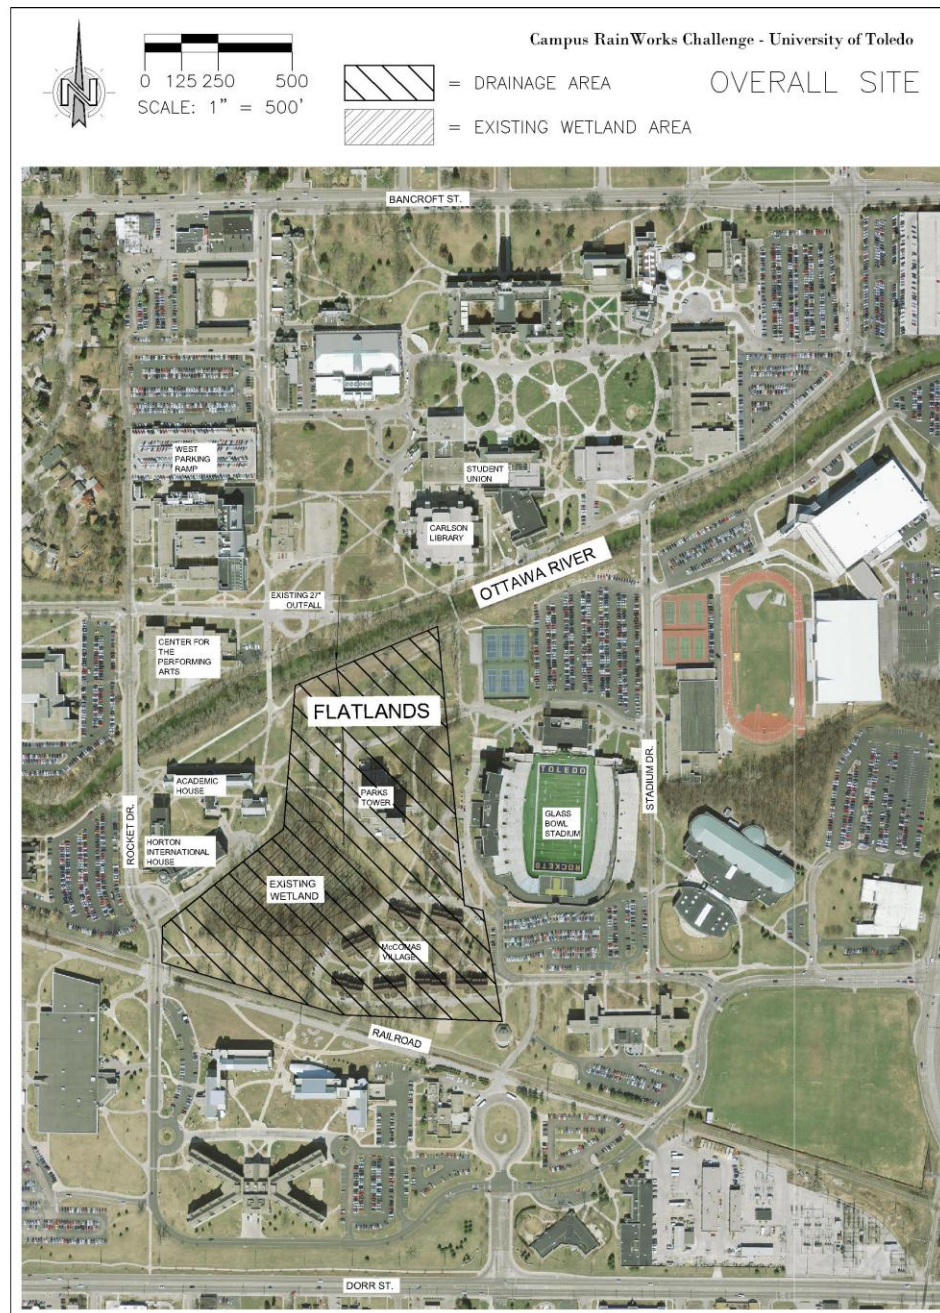 Campus RainWorks Challenge - University of Toledo
N
0 125 250 500
SCALE: 1" = 500'
= DRAINAGE AREA
OVERALL SITE
= EXISTING WETLAND AREA
BANCROFT ST.
WEST
PARKING
RAMP
STUDENT
UNION
CARLSON
LIBRARY
OTTAWA RIVER
EXISTING 27"
OUTFALL
CENTER FOR
THE
PERFORMING
ARTS
FLATLANDS
ACADEMIC
HOUSE
PARKS
TOWER
TOLEDO
GLASS
BOWL
STADIUM
ROCKETS
STADIUM DR.
ROCKET DR.
HORTON
INTERNATIONAL
HOUSE
EXISTING
WETLAND
McCOMAS
VILLAGE
RAILROAD
DORR ST.